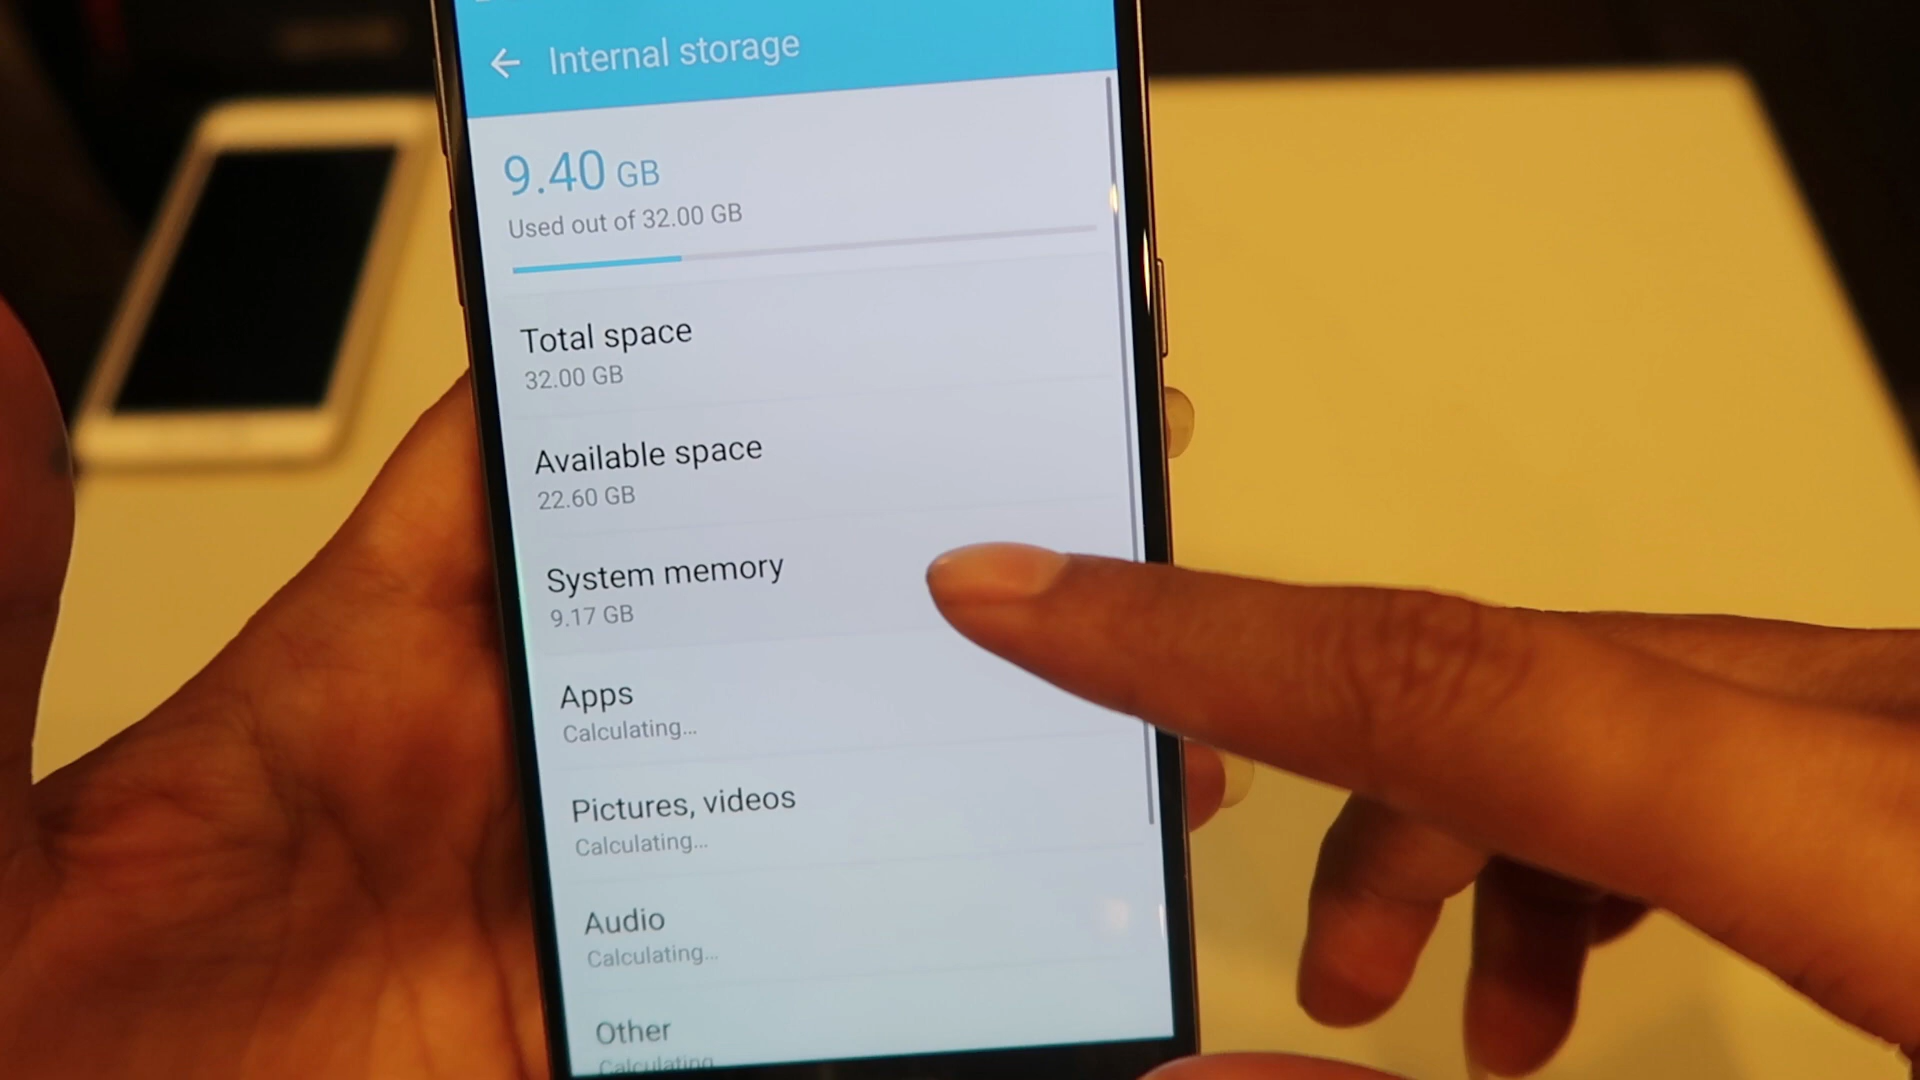 Internal storage
9.40 GB
Used out of 32.00 GB
Total space
32.00 GB
Available space
22.60 GB
System memory
9.17 GB
Apps
Calculating...
Pictures, videos
Calculating...
Audio
Calculating...
Other
Calculating